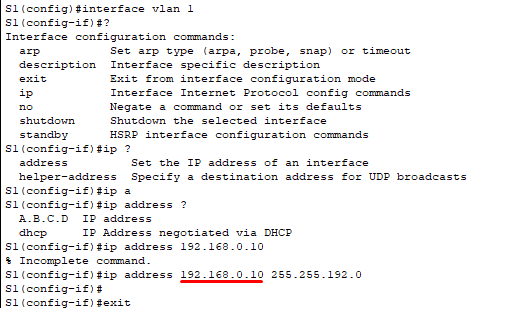 S1(config)#interface vlan 1
S1(config-if)#?
Interface configuration commands:
  arp          Set arp type (arpa, probe, snap) or timeout
  description  Interface specific description
  exit         Exit from interface configuration mode
  ip           Interface Internet Protocol config commands
  no           Negate a command or set its defaults
  shutdown     Shutdown the selected interface
  standby      HSRP interface configuration commands
S1(config-if)#ip ?
  address         Set the IP address of an interface
  helper-address  Specify a destination address for UDP broadcasts
S1(config-if)#ip a
S1(config-if)#ip address ?
  A.B.C.D  IP address
  dhcp     IP Address negotiated via DHCP
S1(config-if)#ip address 192.168.0.10
% Incomplete command.
S1(config-if)#ip address 192.168.0.10 255.255.192.0
S1(config-if)#
S1(config-if)#exit